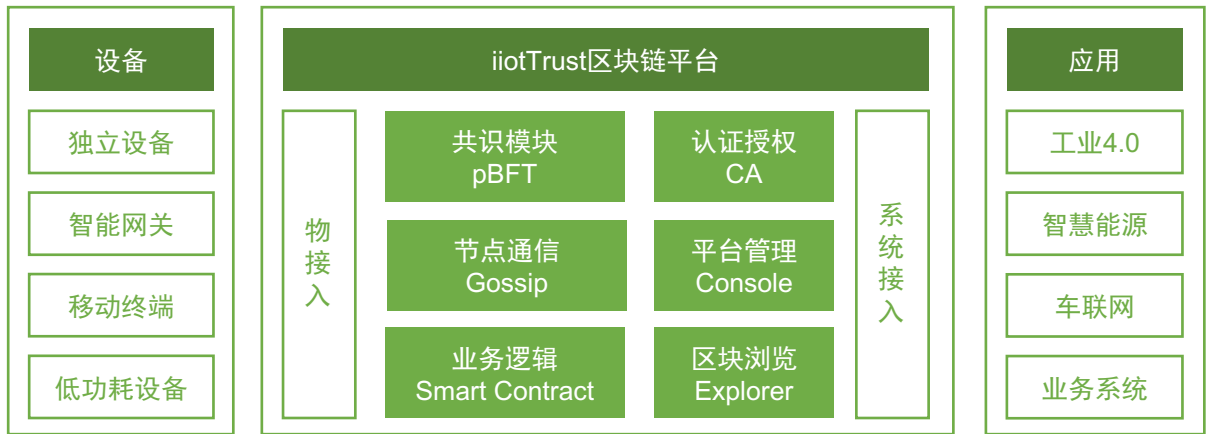 设备
独立设备
智能网关
移动终端
低功耗设备
iiotTrust区块链平台
物
接
入
共识模块
pBFT
认证授权
CA
节点通信
Gossip
平台管理
Console
业务逻辑
Smart Contract
区块浏览
Explorer
系
统
接
入
应用
工业4.0
智慧能源
车联网
业务系统